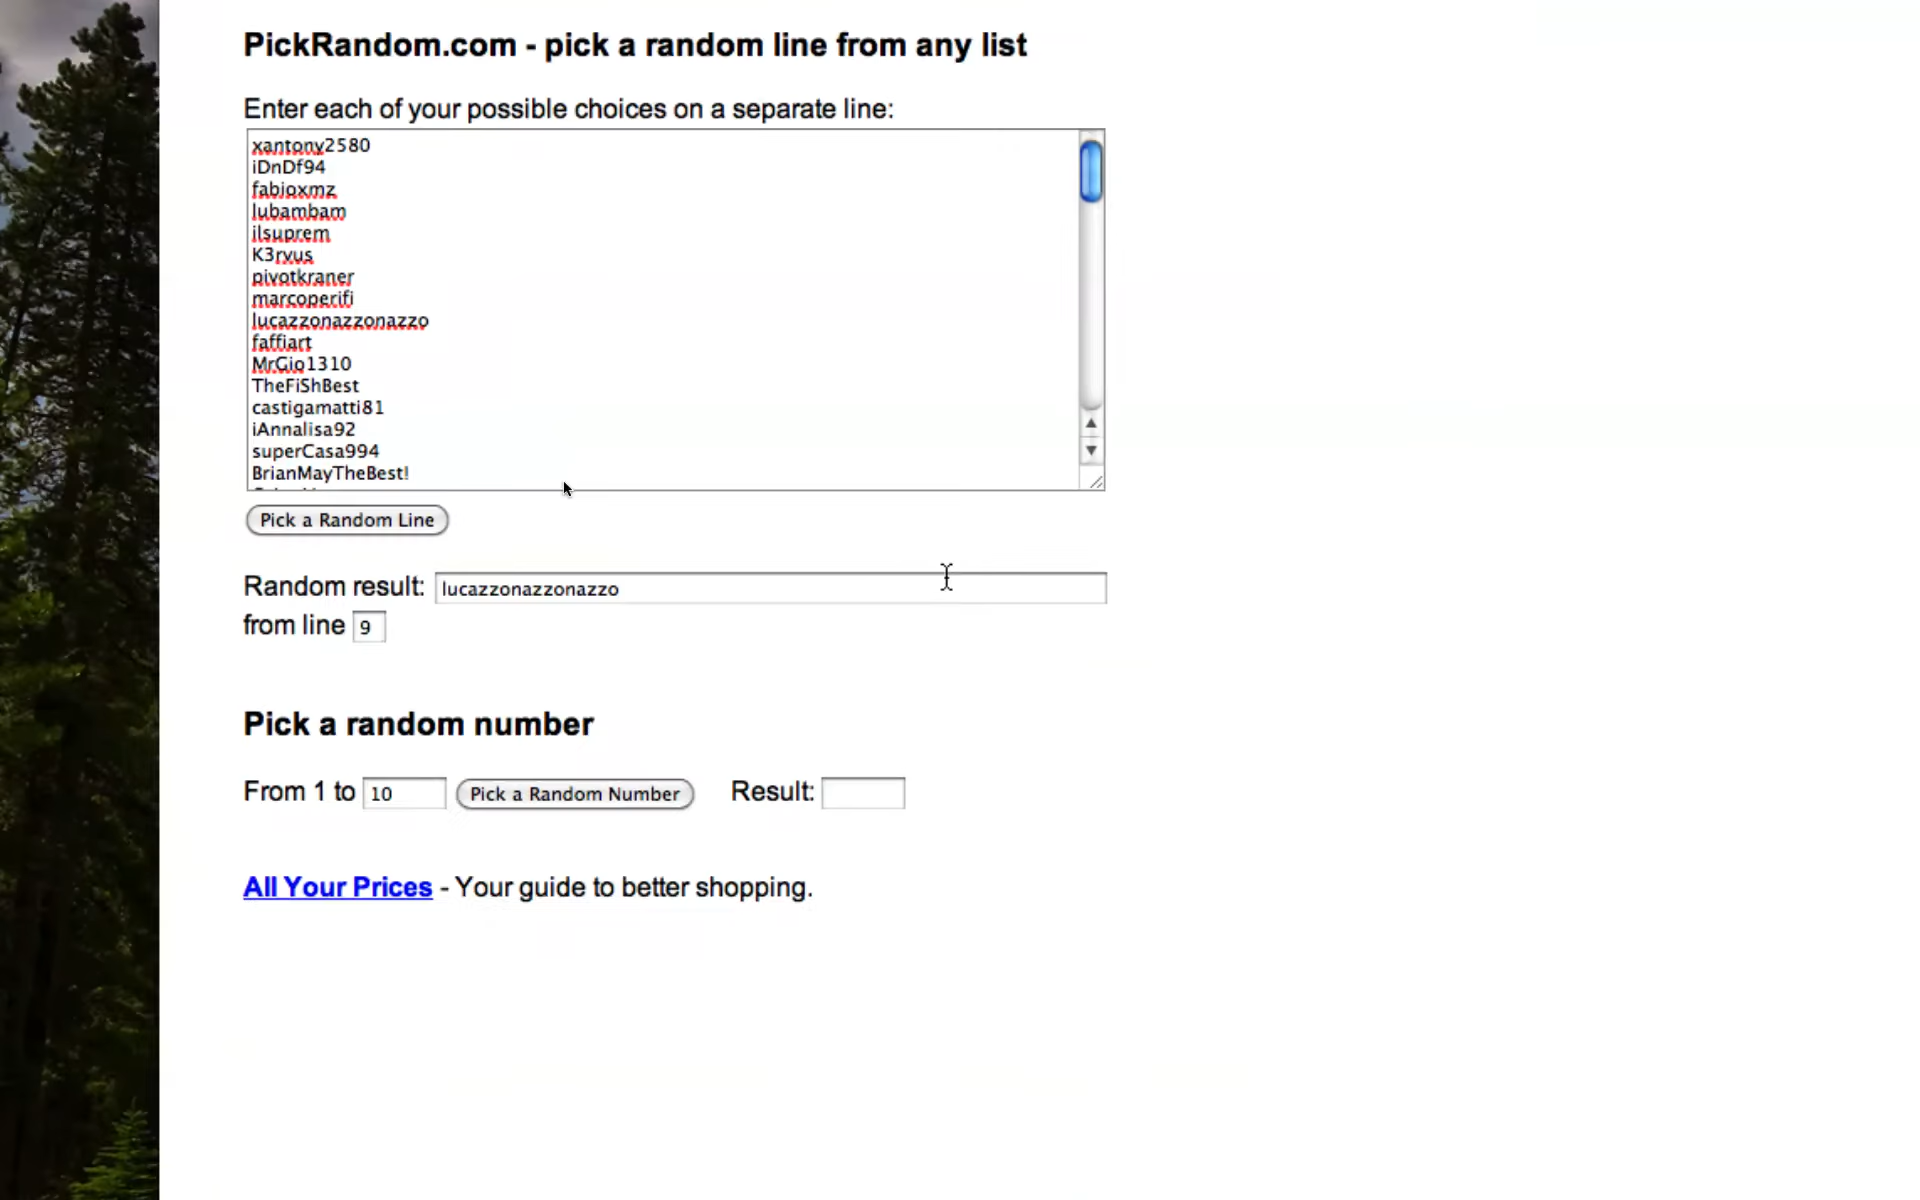 PickRandom.com - pick a random line from any list
Enter each of your possible choices on a separate line:
xantony2580
iDnDf94
fabioxmz
lubambam
ilsuprem
K3rvus
pivotkraner
marcoperifi
lucazzonazzonazzo
faffiart
MrGio1310
TheFiShBest
castigamatti81
iAnnalisa92
superCasa994
BrianMayTheBest!
Pick a Random Line
Random result: lucazzonazzonazzo
from line 9
Pick a random number
From 1 to 10 Pick a Random Number Result:
All Your Prices - Your guide to better shopping.